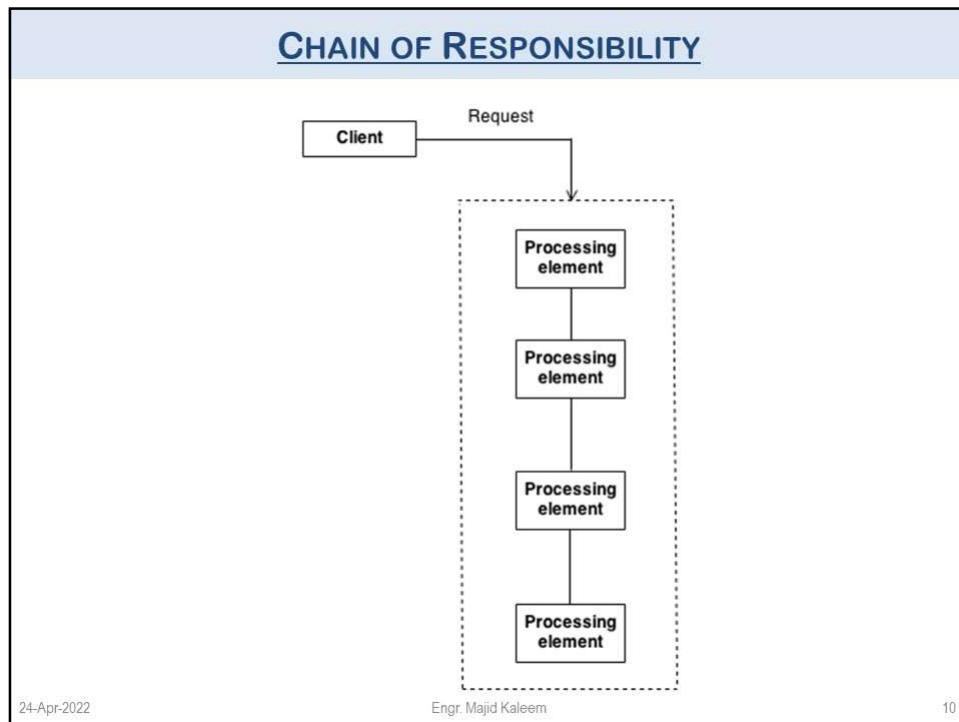 CHAIN OF RESPONSIBILITY
Request
Client
Processing
element
Processing
element
Processing
element
Processing
element
24-Apr-2022
Engr. Majid Kaleem
10